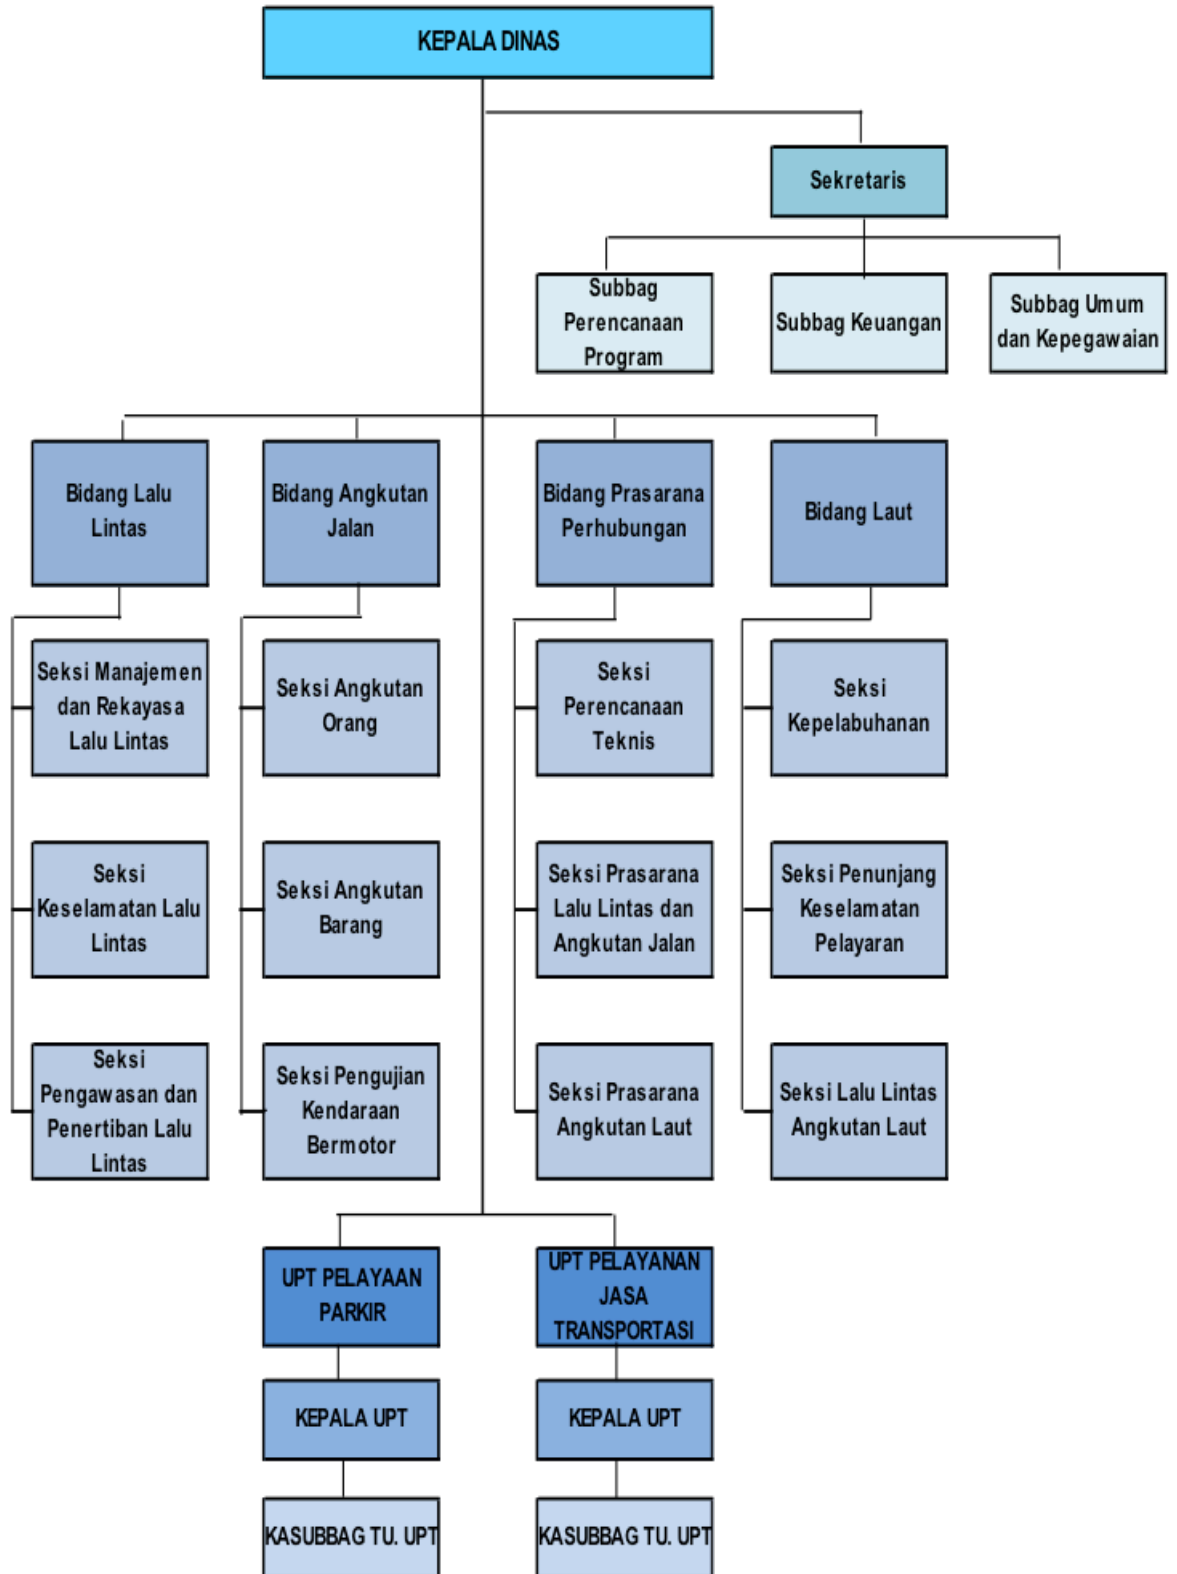 KEPALA DINAS
Sekretaris
Subbag
Perencanaan
Program
Subbag Keuangan
Subbag Umum
dan Kepegawaian
Bidang Lalu
Lintas
Bidang Angkutan
Jalan
Bidang Prasarana
Perhubungan
Bidang Laut
Seksi Manajemen
dan Rekayasa
Lalu Lintas
Seksi Angkutan
Orang
Seksi
Perencanaan
Teknis
Seksi
Kepelabuhanan
Seksi
Keselamatan Lalu
Lintas
Seksi Angkutan
Barang
Seksi Prasarana
Lalu Lintas dan
Angkutan Jalan
Seksi Penunjang
Keselamatan
Pelayaran
Seksi
Pengawasan dan
Penertiban Lalu
Lintas
Seksi Pengujian
Kendaraan
Bermotor
Seksi Prasarana
Angkutan Laut
Seksi Lalu Lintas
Angkutan Laut
UPT PELAYAAN
PARKIR
UPT PELAYANAN
JASA
TRANSPORTASI
KEPALA UPT
KEPALA UPT
KASUBBAG TU. UPT
KASUBBAG TU. UPT